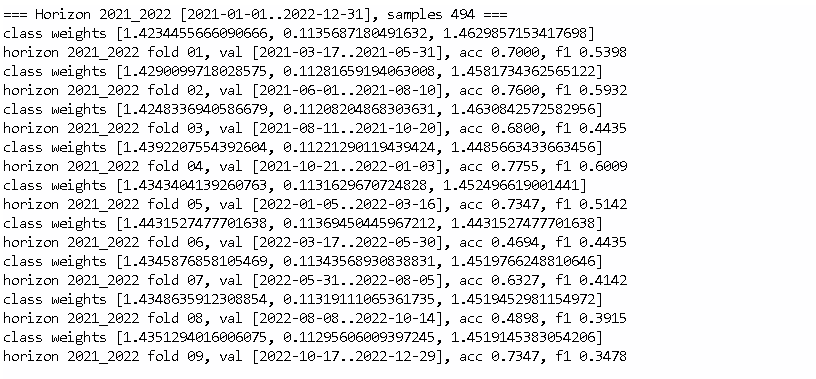 === Horizon 2021_2022 [2021-01-01..2022-12-31], samples 494 ===
class weights [1.4234455666090666, 0.1135687180491632, 1.4629857153417698]
horizon 2021_2022 fold 01, val [2021-03-17..2021-05-31], acc 0.7000, f1 0.5398
class weights [1.4290099718028575, 0.11281659194063008, 1.4581734362565122]
horizon 2021_2022 fold 02, val [2021-06-01..2021-08-10], acc 0.7600, f1 0.5932
class weights [1.4248336940586679, 0.11208204868303631, 1.4630842572582956]
horizon 2021_2022 fold 03, val [2021-08-11..2021-10-20], acc 0.6800, f1 0.4435
class weights [1.4392207554392604, 0.11221290119439424, 1.4485663433663456]
horizon 2021_2022 fold 04, val [2021-10-21..2022-01-03], acc 0.7755, f1 0.6009
class weights [1.4343404139260763, 0.1131629670724828, 1.452496619001441]
horizon 2021_2022 fold 05, val [2022-01-05..2022-03-16], acc 0.7347, f1 0.5142
class weights [1.4431527477701638, 0.11369450445967212, 1.4431527477701638]
horizon 2021_2022 fold 06, val [2022-03-17..2022-05-30], acc 0.4694, f1 0.4435
class weights [1.4345876858105469, 0.11343568930838831, 1.4519766248810646]
horizon 2021_2022 fold 07, val [2022-05-31..2022-08-05], acc 0.6327, f1 0.4142
class weights [1.4348635912308854, 0.11319111065361735, 1.4519452981154972]
horizon 2021_2022 fold 08, val [2022-08-08..2022-10-14], acc 0.4898, f1 0.3915
class weights [1.4351294016006075, 0.11295606009397245, 1.4519145383054206]
horizon 2021_2022 fold 09, val [2022-10-17..2022-12-29], acc 0.7347, f1 0.3478